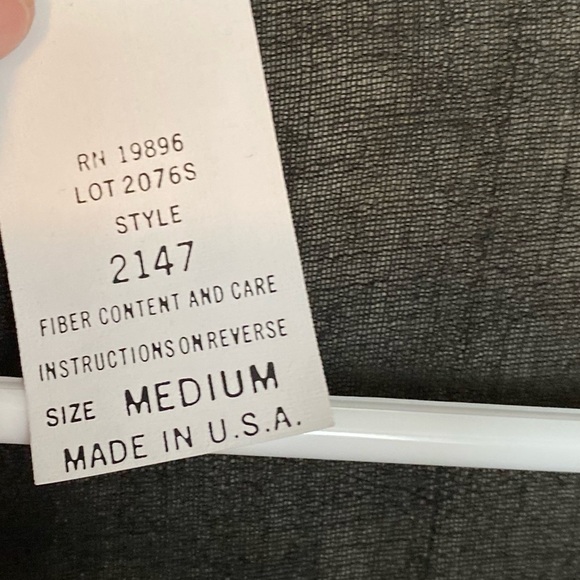 RN 19896
LOT 2076S
STYLE
2147
FIBER CONTENT AND CARE
INSTRUCTIONS ON REVERSE
SIZE MEDIUM
MADE IN U.S.A.